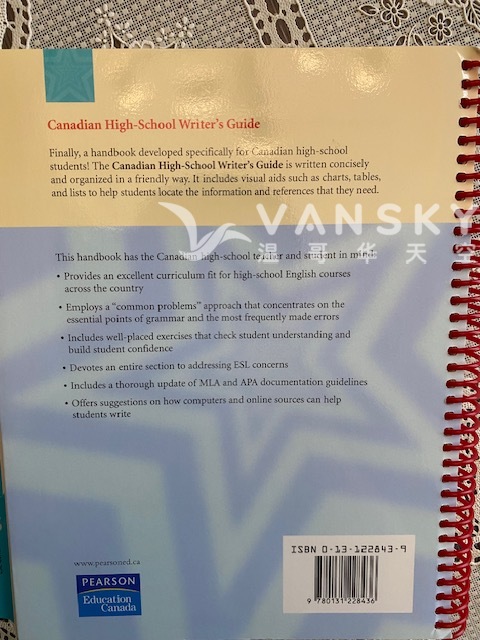 Canadian High-School Writer's Guide
Finally, a handbook developed specifically for Canadian high-school
students! The Canadian High-School Writer's Guide is written concisely
and organized in a friendly way. It includes visual aids such as charts, tables,
and lists to help students locate the information and references that they need.
VANSKY
温哥华天空
This handbook has the Canadian high-school teacher and student in mind:
• Provides an excellent curriculum fit for high-school English courses
across the country
• Employs a "common problems" approach that concentrates on the
essential points of grammar and the most frequently made errors
• Includes well-placed exercises that check student understanding and
build student confidence
• Devotes an entire section to addressing ESL concerns
• Includes a thorough update of MLA and APA documentation guidelines
• Offers suggestions on how computers and online sources can help
students write
www.pearsoned.ca
PEARSON
Education
Canada
ISBN 0-13-122843-9
9 780131 228436